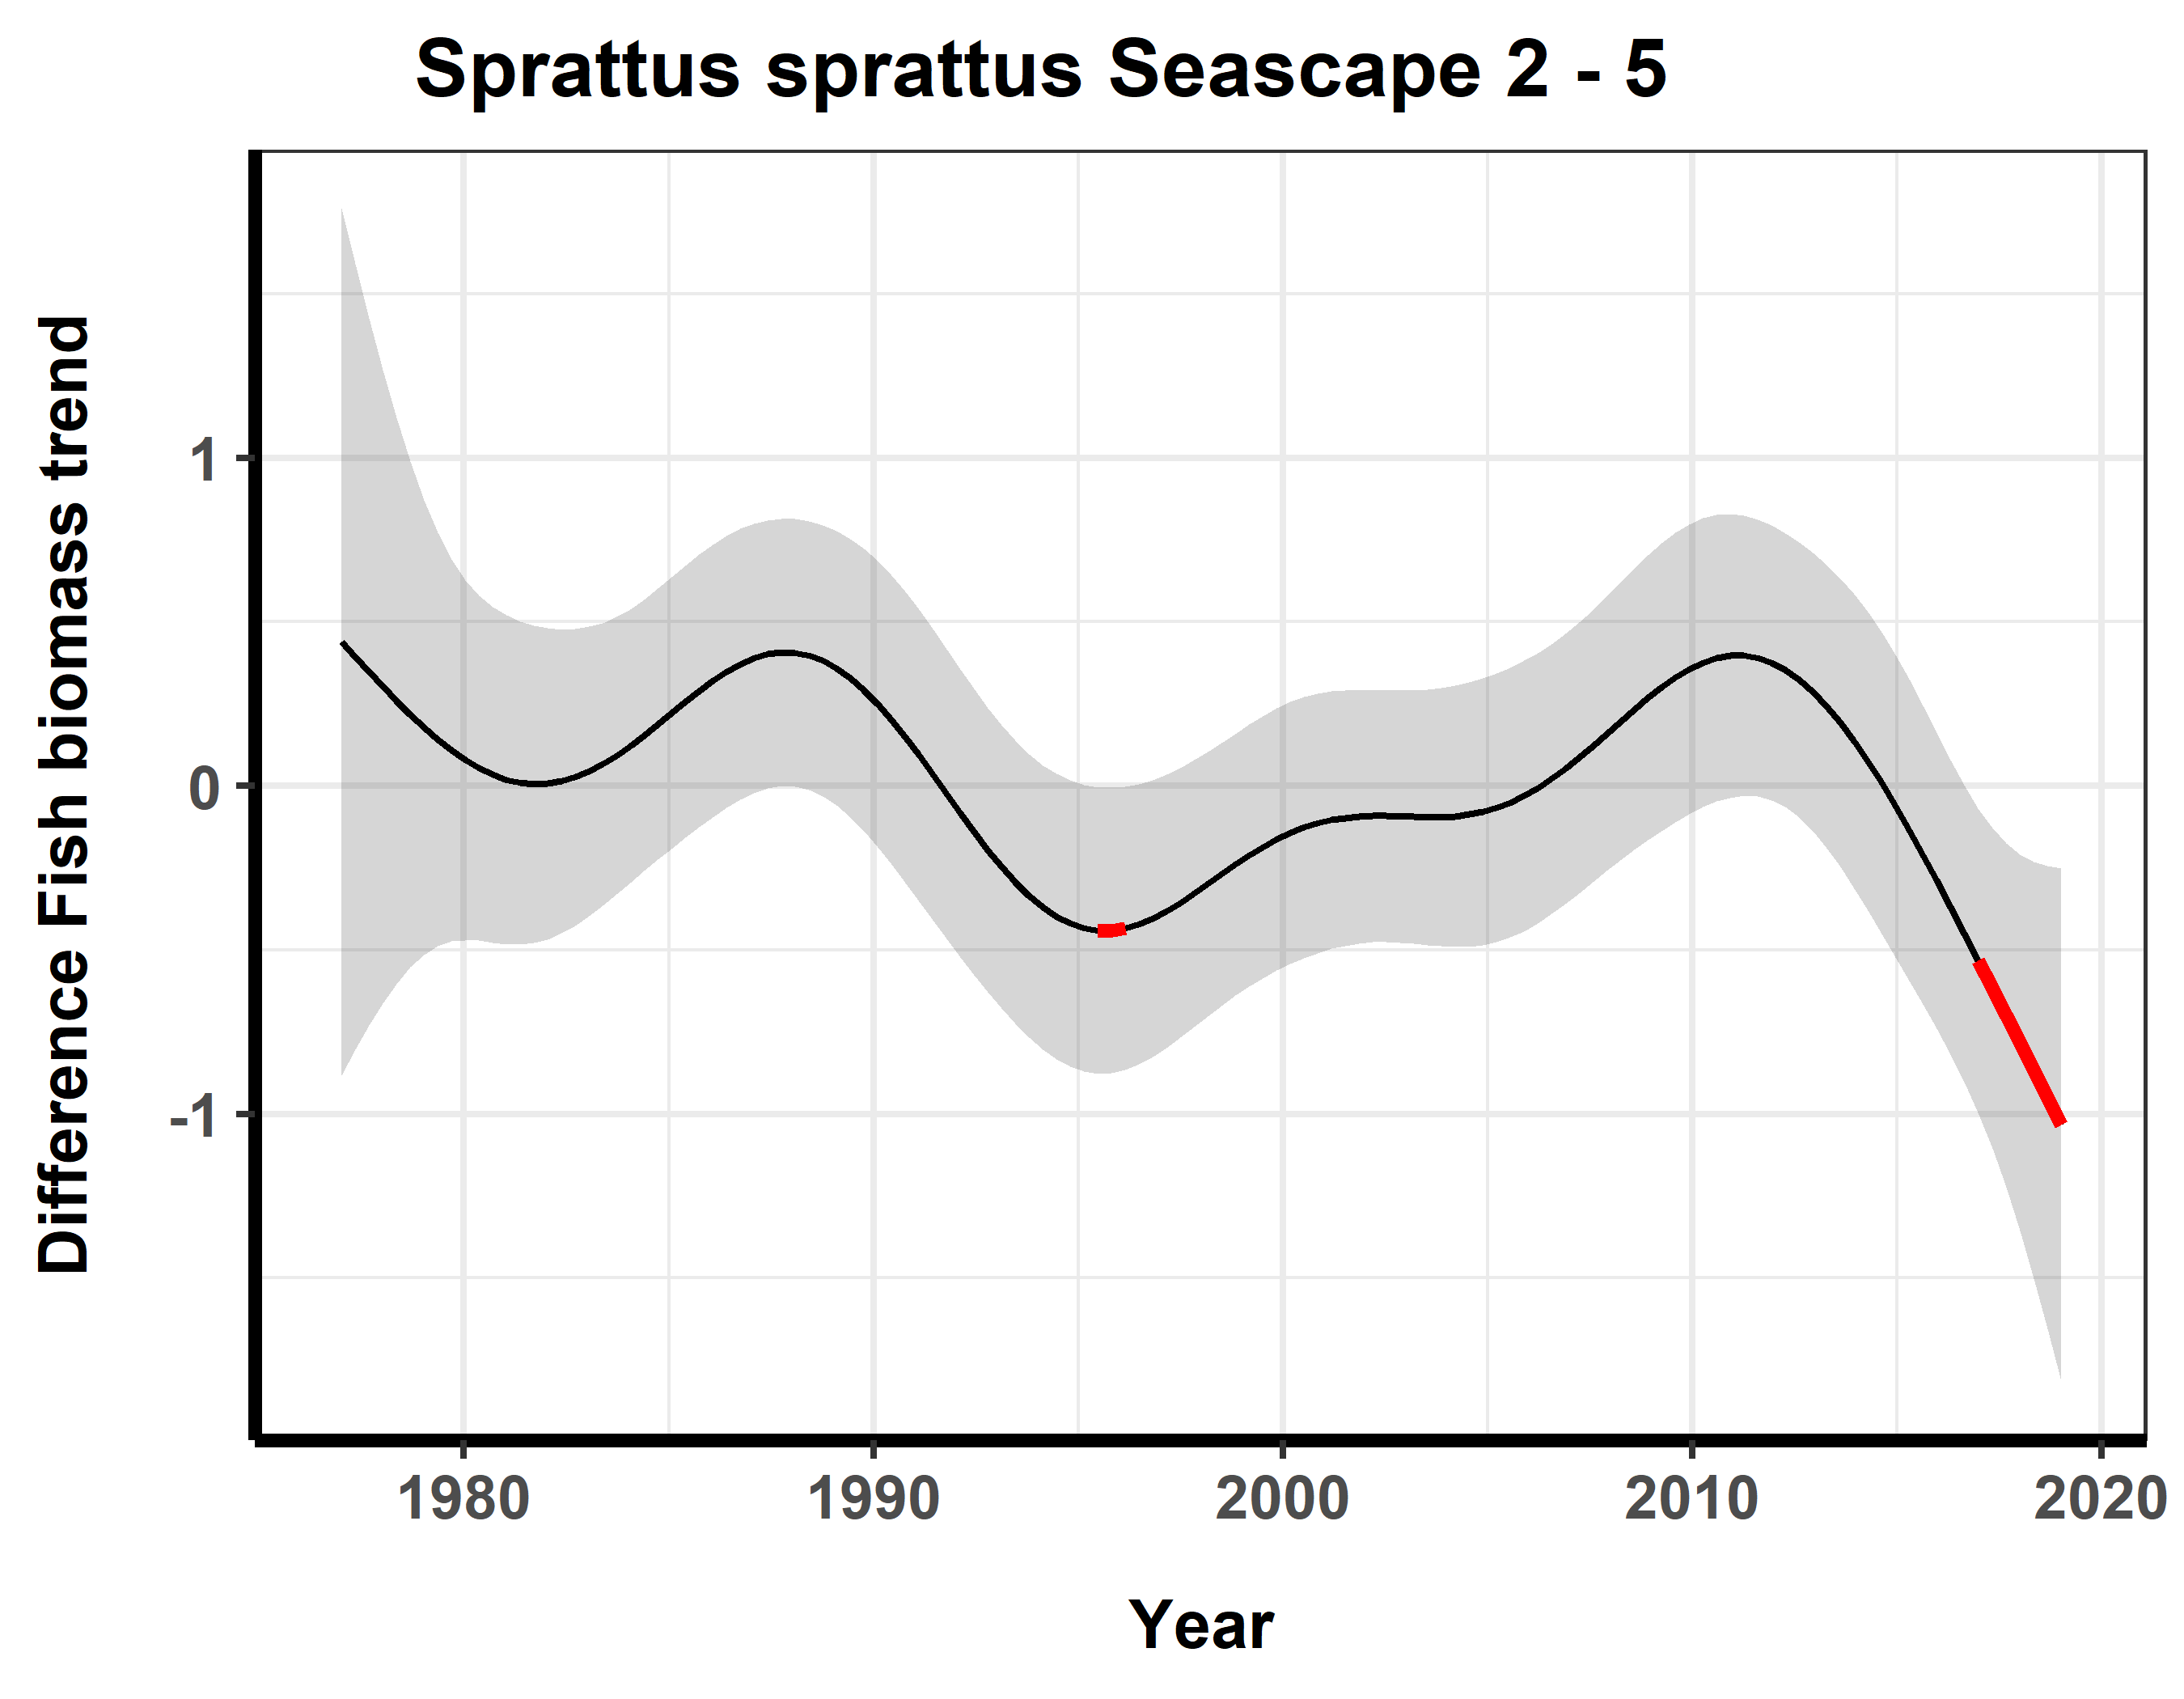 Sprattus sprattus Seascape 2 - 5
Difference Fish biomass trend
1
0
-1
1980 1990 2000 2010 2020
Year